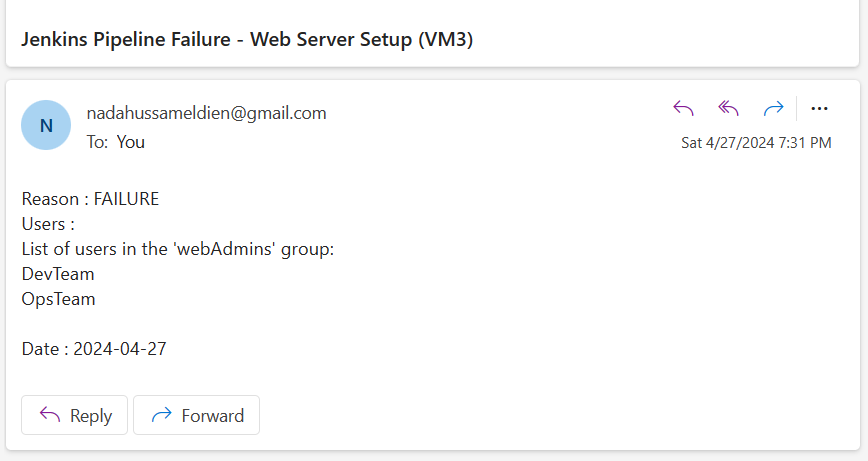 Jenkins Pipeline Failure - Web Server Setup (VM3)
N
nadahussameldien@gmail.com
To: You
Sat 4/27/2024 7:31 PM
Reason : FAILURE
Users :
List of users in the 'webAdmins' group:
DevTeam
OpsTeam
Date : 2024-04-27
Reply
Forward